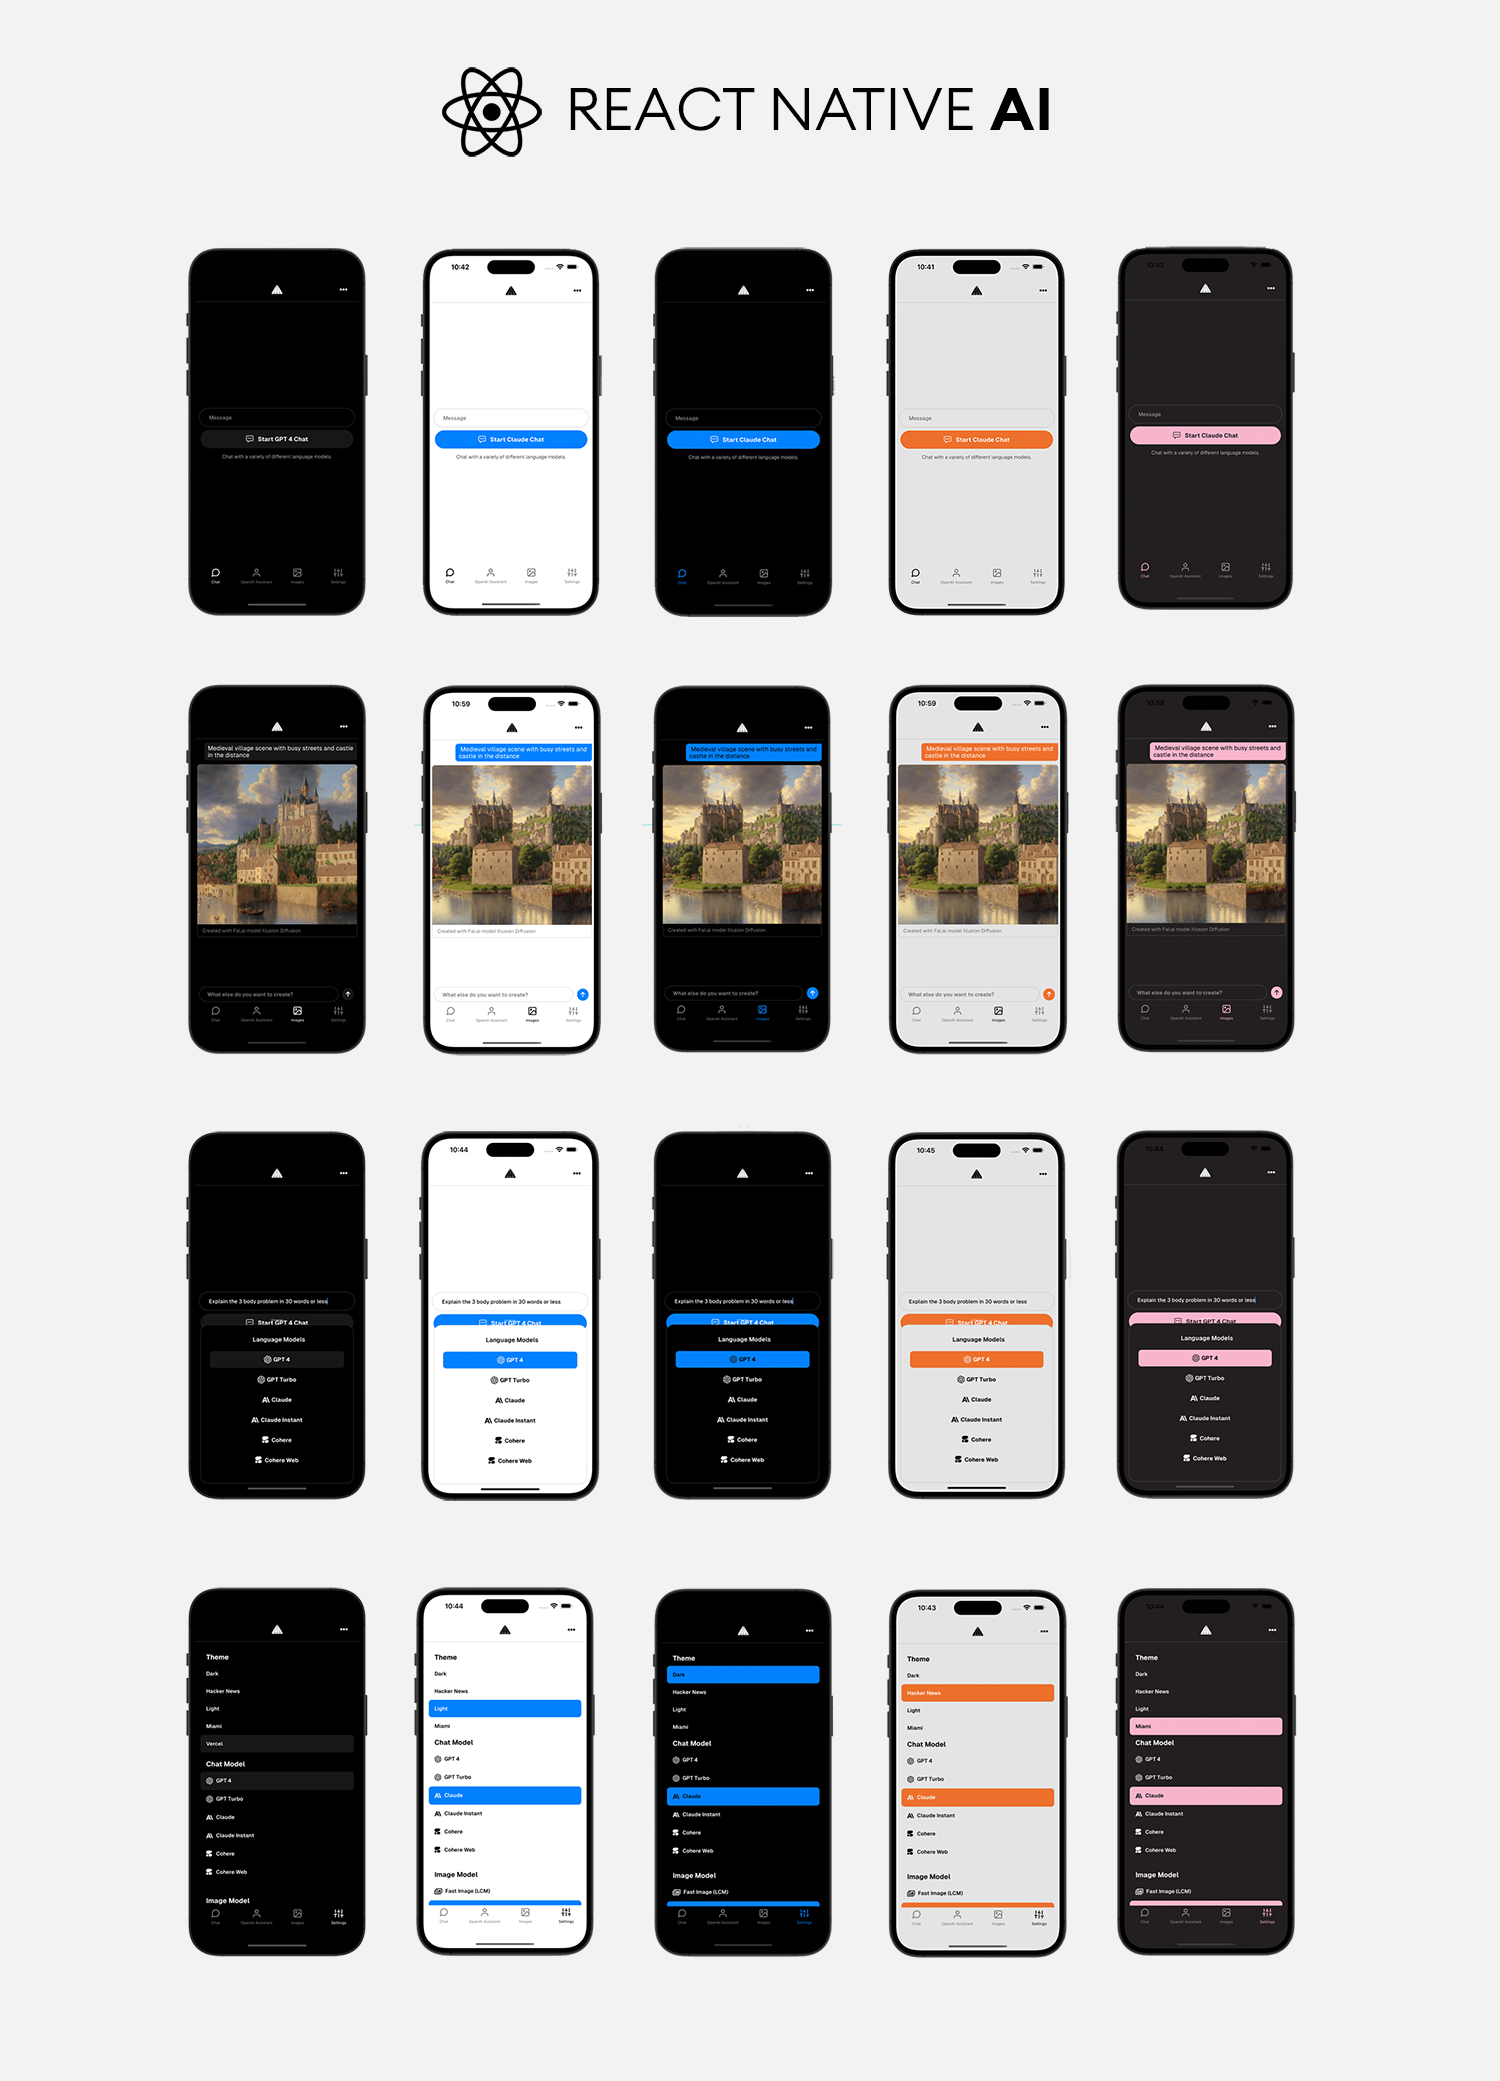 REACT NATIVE AI
Message
Start GPT 4 Chat
Chat with a variety of different language models.
Chat
OpenAI Assistant
Images
Settings
10:42
Message
Start Claude Chat
Chat with a variety of different language models.
Chat
OpenAI Assistant
Images
Settings
Message
Start Claude Chat
Chat with a variety of different language models.
Chat
OpenAI Assistant
Images
Settings
10:41
Message
Start Claude Chat
Chat with a variety of different language models.
Chat
OpenAI Assistant
Images
Settings
10:42
Message
Start Claude Chat
Chat with a variety of different language models.
Chat
OpenAI Assistant
Images
Settings
Medieval village scene with busy streets and castle
in the distance
Created with Fal.ai model Illusion Diffusion
What else do you want to create?
Chat
OpenAI Assistant
Images
Settings
10:59
Medieval village scene with busy streets and
castle in the distance
Created with Fal.ai model Illusion Diffusion
What else do you want to create?
Chat
OpenAI Assistant
Images
Settings
Medieval village scene with busy streets and
castle in the distance
Created with Fal.ai model Illusion Diffusion
What else do you want to create?
Chat
OpenAI Assistant
Images
Settings
10:59
Medieval village scene with busy streets and
castle in the distance
Created with Fal.ai model Illusion Diffusion
What else do you want to create?
Chat
OpenAI Assistant
Images
Settings
10:58
Medieval village scene with busy streets and
castle in the distance
Created with Fal.ai model Illusion Diffusion
What else do you want to create?
Chat
OpenAI Assistant
Images
Settings
Explain the 3 body problem in 30 words or less
Start GPT 4 Chat
Language Models
GPT 4
GPT Turbo
Claude
Claude Instant
Cohere
Cohere Web
10:44
Explain the 3 body problem in 30 words or less
Start GPT 4 Chat
Language Models
GPT 4
GPT Turbo
Claude
Claude Instant
Cohere
Cohere Web
Explain the 3 body problem in 30 words or less
Start GPT 4 Chat
Language Models
GPT 4
GPT Turbo
Claude
Claude Instant
Cohere
Cohere Web
10:45
Explain the 3 body problem in 30 words or less
Start GPT 4 Chat
Language Models
GPT 4
GPT Turbo
Claude
Claude Instant
Cohere
Cohere Web
10:44
Explain the 3 body problem in 30 words or less
Start GPT 4 Chat
Language Models
GPT 4
GPT Turbo
Claude
Claude Instant
Cohere
Cohere Web
Theme
Dark
Hacker News
Light
Miami
Vercel
Chat Model
GPT 4
GPT Turbo
Claude
Claude Instant
Cohere
Cohere Web
Image Model
Chat
OpenAI Assistant
Images
Settings
10:44
Theme
Dark
Hacker News
Light
Miami
Chat Model
GPT 4
GPT Turbo
Claude
Claude Instant
Cohere
Cohere Web
Image Model
Fast Image (LCM)
Chat
OpenAI Assistant
Images
Settings
Theme
Dark
Hacker News
Light
Miami
Chat Model
GPT 4
GPT Turbo
Claude
Claude Instant
Cohere
Cohere Web
Image Model
Fast Image (LCM)
Chat
OpenAI Assistant
Images
Settings
10:43
Theme
Dark
Hacker News
Light
Miami
Chat Model
GPT 4
GPT Turbo
Claude
Claude Instant
Cohere
Cohere Web
Image Model
Fast Image (LCM)
Chat
OpenAI Assistant
Images
Settings
10:44
Theme
Dark
Hacker News
Light
Miami
Chat Model
GPT 4
GPT Turbo
Claude
Claude Instant
Cohere
Cohere Web
Image Model
Fast Image (LCM)
Chat
OpenAI Assistant
Images
Settings